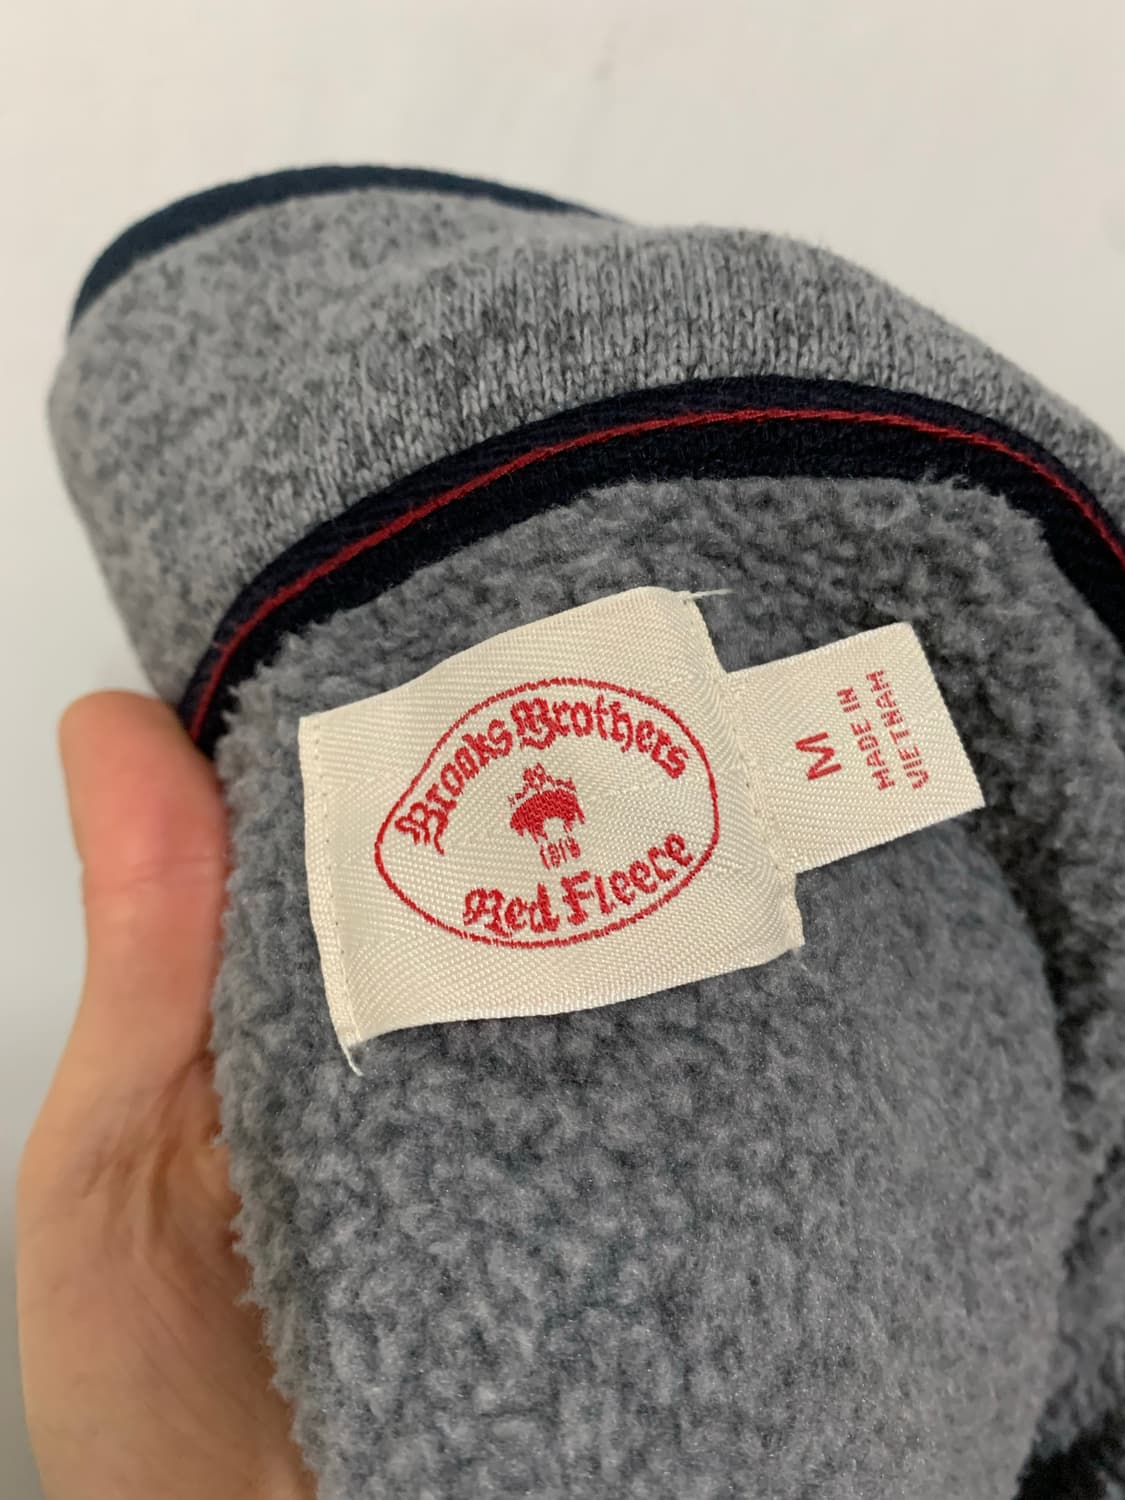 Brooks Brothers
1818
Red Fleece
M
MADE IN
VIETNAM